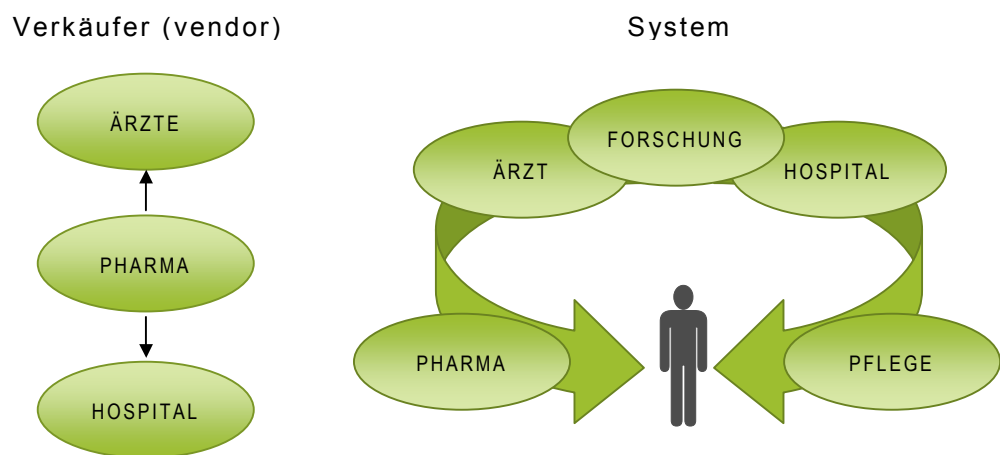 Verkäufer (vendor)
ÄRZTE
PHARMA
HOSPITAL
System
FORSCHUNG
ÄRZT
HOSPITAL
PHARMA
PFLEGE